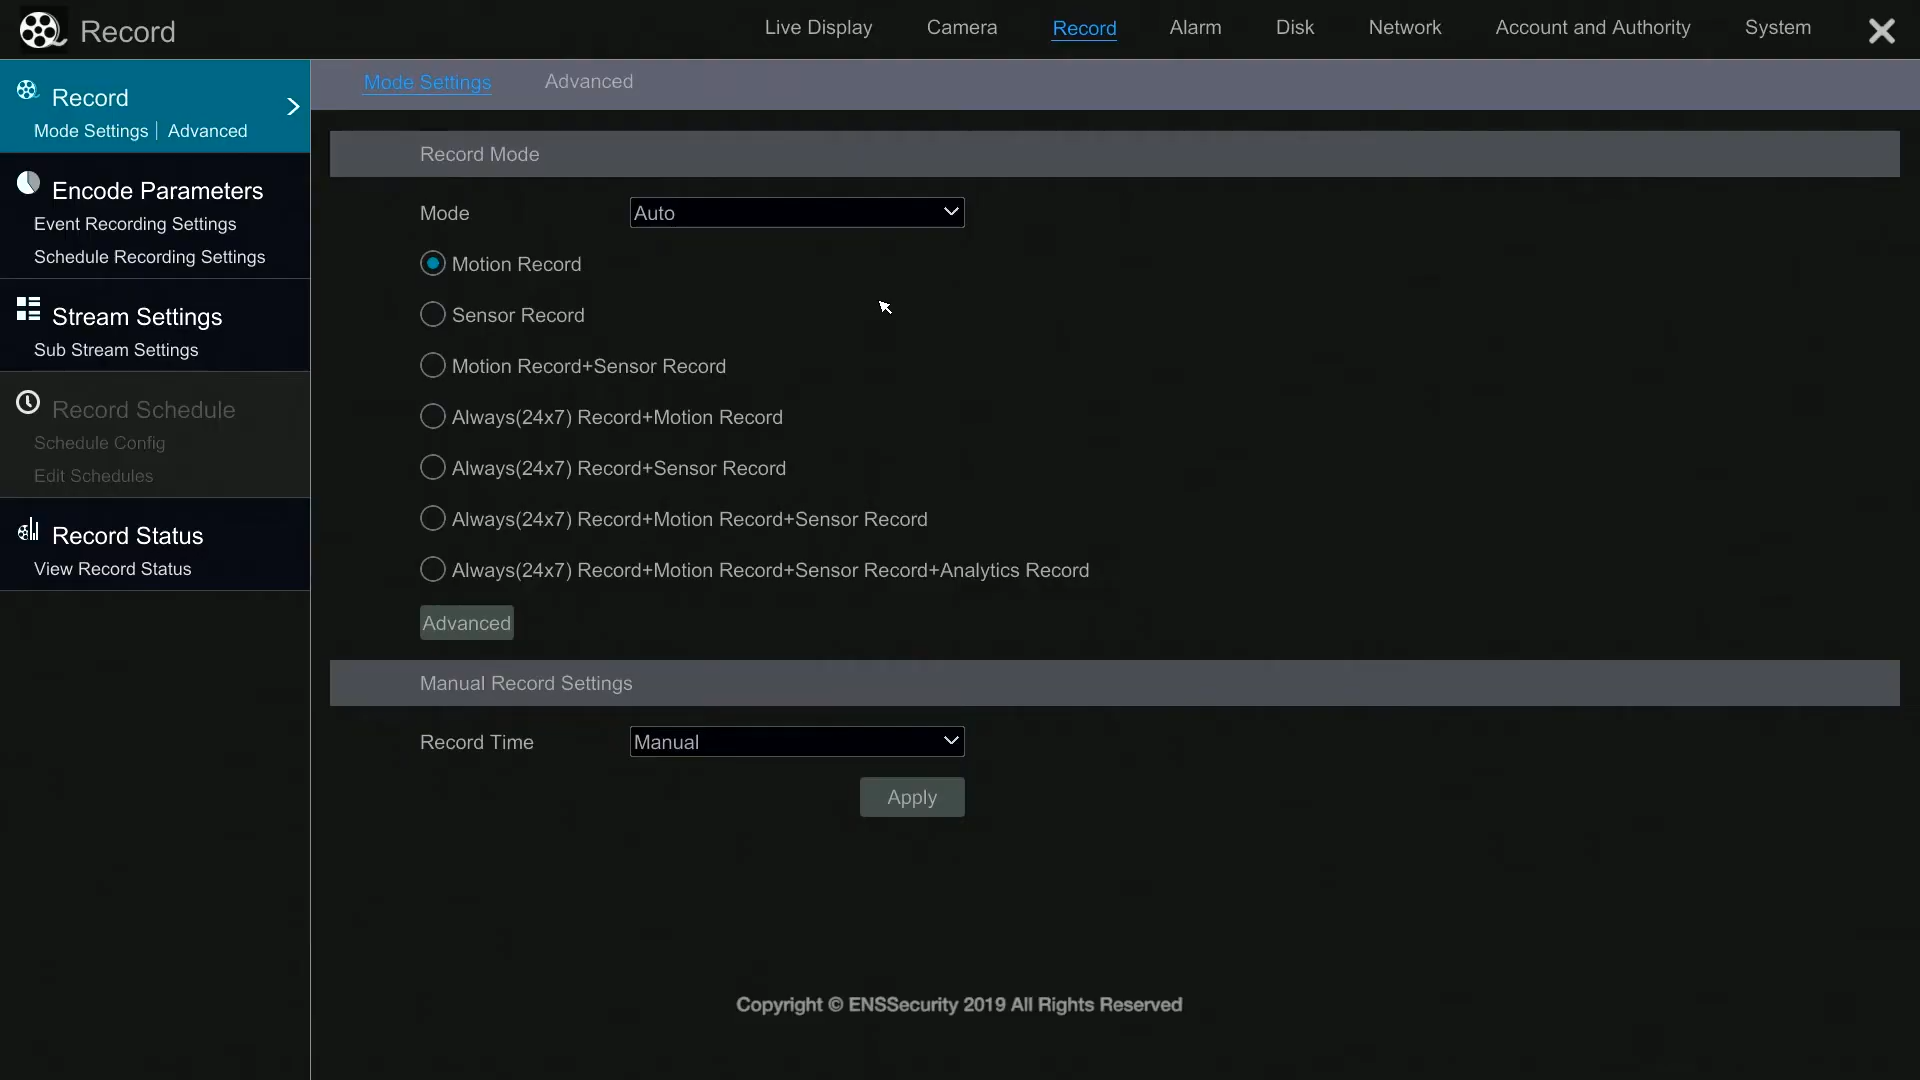 Record
Live Display Camera Record Alarm Disk Network Account and Authority System
Record
Mode Settings | Advanced
Encode Parameters
Event Recording Settings
Schedule Recording Settings
Stream Settings
Sub Stream Settings
Record Schedule
Schedule Config
Edit Schedules
Record Status
View Record Status
Mode Settings Advanced
Record Mode
Mode Auto
Motion Record
Sensor Record
Motion Record+Sensor Record
Always(24x7) Record+Motion Record
Always(24x7) Record+Sensor Record
Always(24x7) Record+Motion Record+Sensor Record
Always(24x7) Record+Motion Record+Sensor Record+Analytics Record
Advanced
Manual Record Settings
Record Time Manual
Apply
Copyright © ENSSecurity 2019 All Rights Reserved